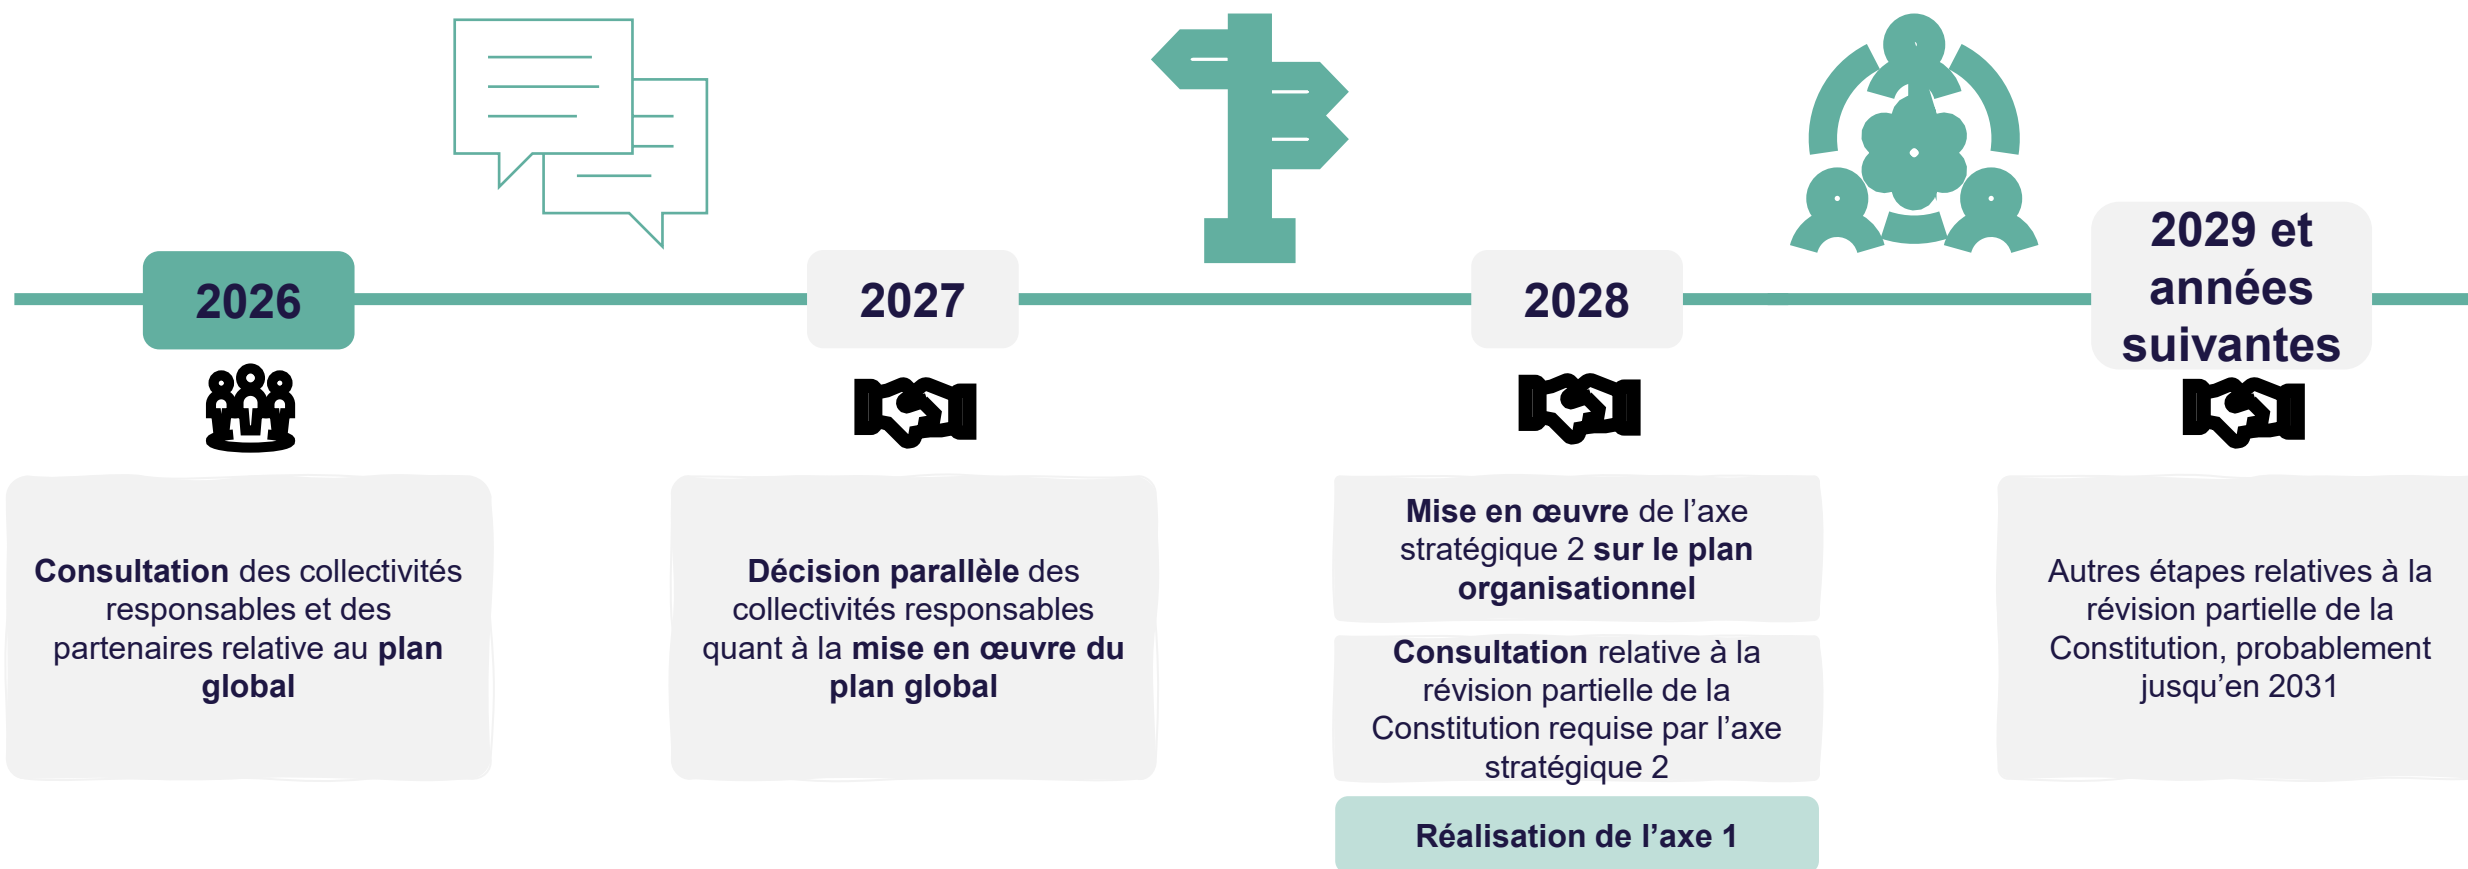 2026
2027
2028
2029 et
années
suivantes
Consultation des collectivités
responsables et des
partenaires relative au plan
global
Décision parallèle des
collectivités responsables
quant à la mise en œuvre du
plan global
Mise en œuvre de l’axe
stratégique 2 sur le plan
organisationnel
Consultation relative à la
révision partielle de la
Constitution requise par l’axe
stratégique 2
Réalisation de l’axe 1
Autres étapes relatives à la
révision partielle de la
Constitution, probablement
jusqu’en 2031